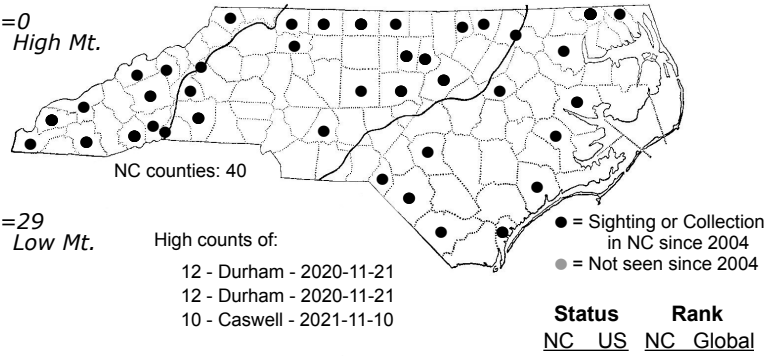 =0
High Mt.
NC counties: 40
=29
Low Mt.
High counts of:
12 - Durham - 2020-11-21
12 - Durham - 2020-11-21
10 - Caswell - 2021-11-10
= Sighting or Collection
in NC since 2004
= Not seen since 2004
Status Rank
NC US NC Global